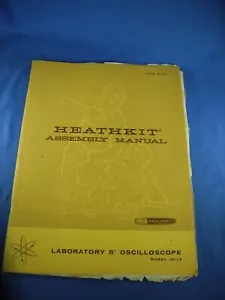 HEATHKIT®
ASSEMBLY MANUAL
LABORATORY 5" OSCILLOSCOPE